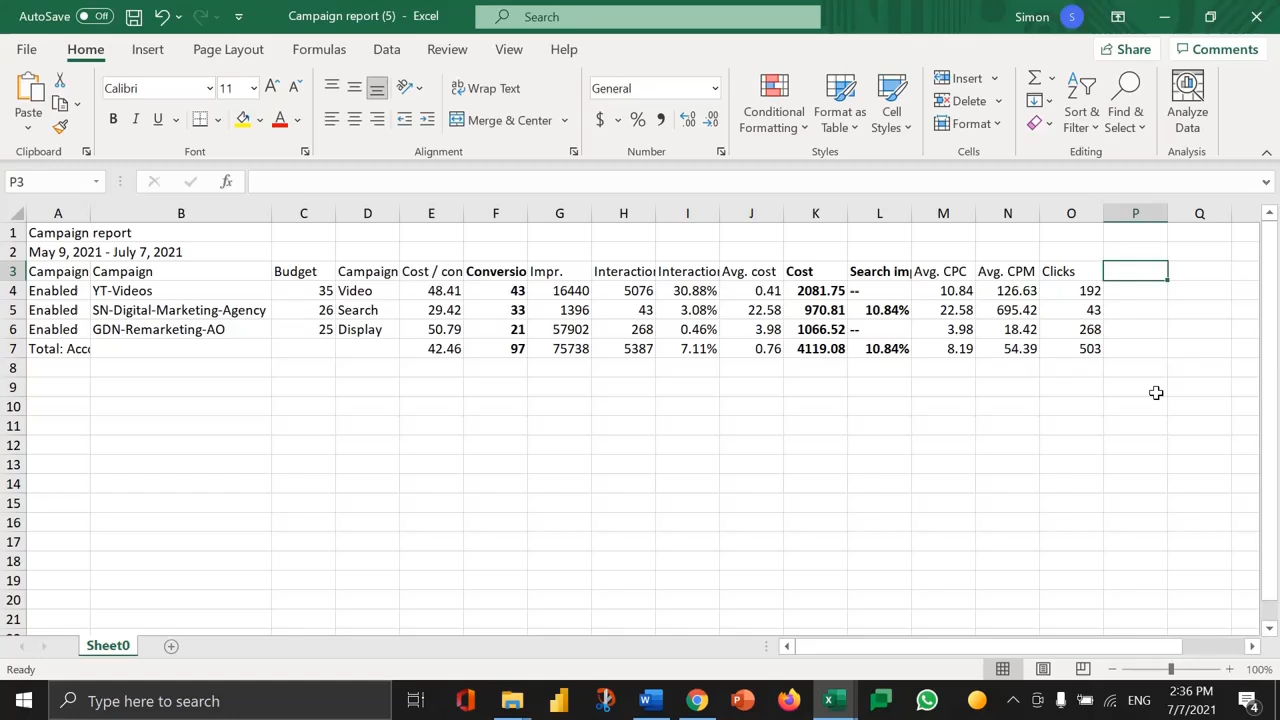 AutoSave Off Campaign report (5) - Excel Search Simon S
File Home Insert Page Layout Formulas Data Review View Help Share Comments
Paste Calibri 11 Wrap Text General Conditional Formatting Format as Table Cell Styles Insert Sort & Filter Find & Select Analyze Data
B I U Merge & Center $ % Delete
Format
Clipboard Font Alignment Number Styles Cells Editing Analysis
P3 fx
A B C D E F G H I J K L M N O P Q
1 Campaign report
2 May 9, 2021 - July 7, 2021
3 Campaign Campaign Budget Campaign Cost / con Conversio Impr. Interaction Interaction Avg. cost Cost Search im Avg. CPC Avg. CPM Clicks
4 Enabled YT-Videos 35 Video 48.41 43 16440 5076 30.88% 0.41 2081.75 -- 10.84 126.63 192
5 Enabled SN-Digital-Marketing-Agency 26 Search 29.42 33 1396 43 3.08% 22.58 970.81 10.84% 22.58 695.42 43
6 Enabled GDN-Remarketing-AO 25 Display 50.79 21 57902 268 0.46% 3.98 1066.52 -- 3.98 18.42 268
7 Total: Acco 42.46 97 75738 5387 7.11% 0.76 4119.08 10.84% 8.19 54.39 503
8
9
10
11
12
13
14
15
16
17
18
19
20
21
Sheet0
Ready 100%
Type here to search ENG 2:36 PM
7/7/2021 4